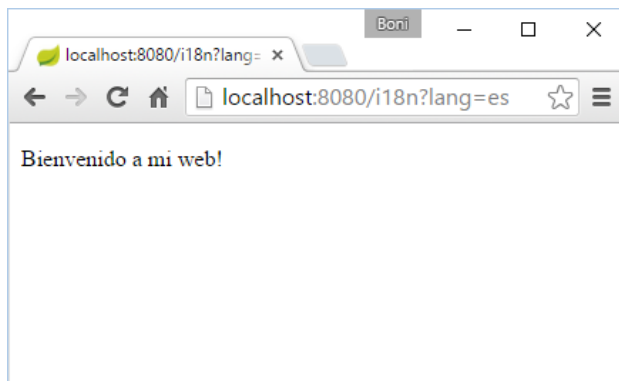 Boni
localhost:8080/i18n?lang=
localhost:8080/i18n?lang=es
Bienvenido a mi web!